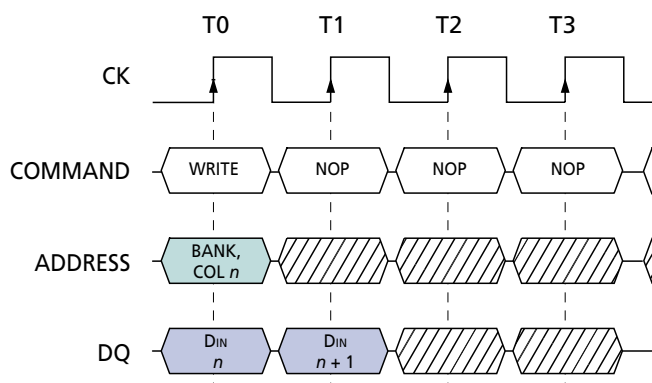 T0 T1 T2 T3
CK
COMMAND WRITE NOP NOP NOP
ADDRESS BANK,
COL n
DQ DIN DIN
n n + 1